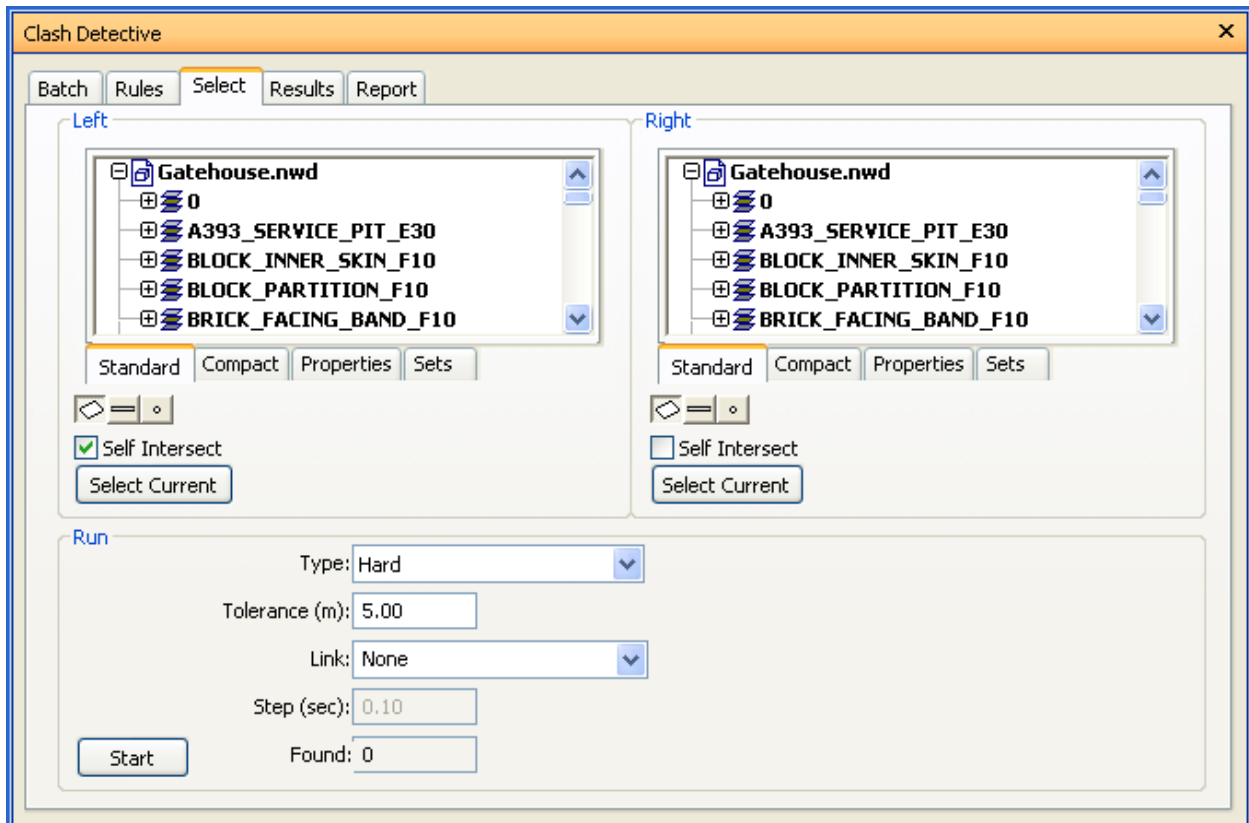 Clash Detective
Batch Rules Select Results Report
Left
Gatehouse.nwd
0
A393_SERVICE_PIT_E30
BLOCK_INNER_SKIN_F10
BLOCK_PARTITION_F10
BRICK_FACING_BAND_F10
Standard Compact Properties Sets
Self Intersect
Select Current
Right
Gatehouse.nwd
0
A393_SERVICE_PIT_E30
BLOCK_INNER_SKIN_F10
BLOCK_PARTITION_F10
BRICK_FACING_BAND_F10
Standard Compact Properties Sets
Self Intersect
Select Current
Run
Type: Hard
Tolerance (m): 5.00
Link: None
Step (sec): 0.10
Start Found: 0